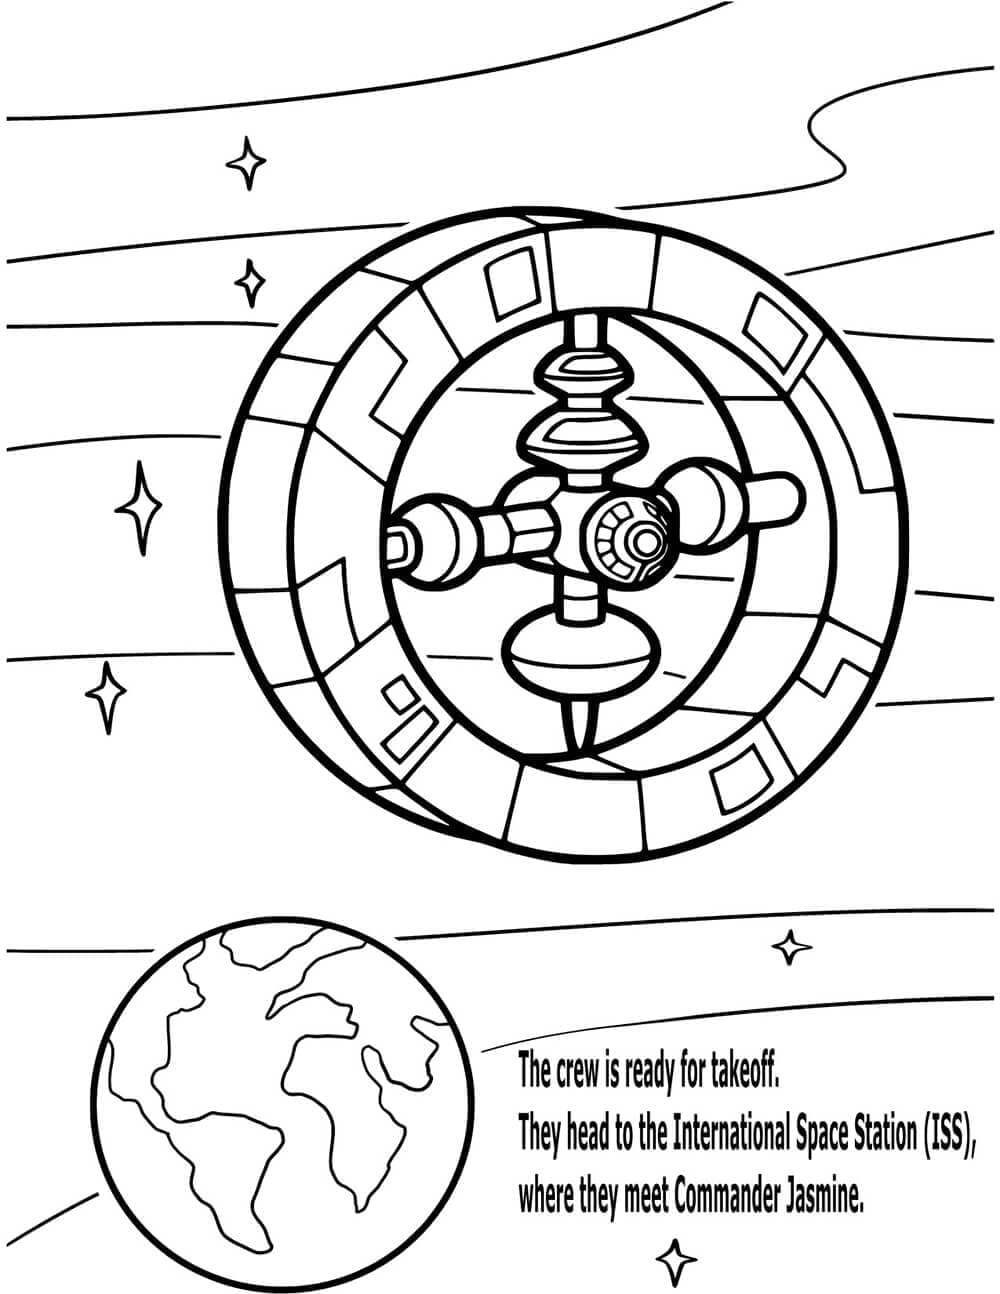 The crew is ready for takeoff.
They head to the International Space Station (ISS),
where they meet Commander Jasmine.